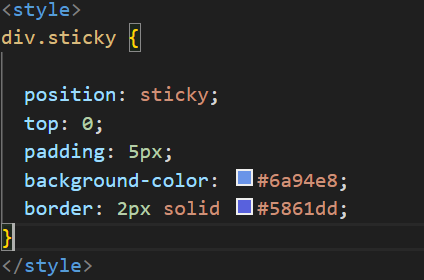 <style>
div.sticky {
position: sticky;
top: 0;
padding: 5px;
background-color: #6a94e8;
border: 2px solid #5861dd;
}
</style>